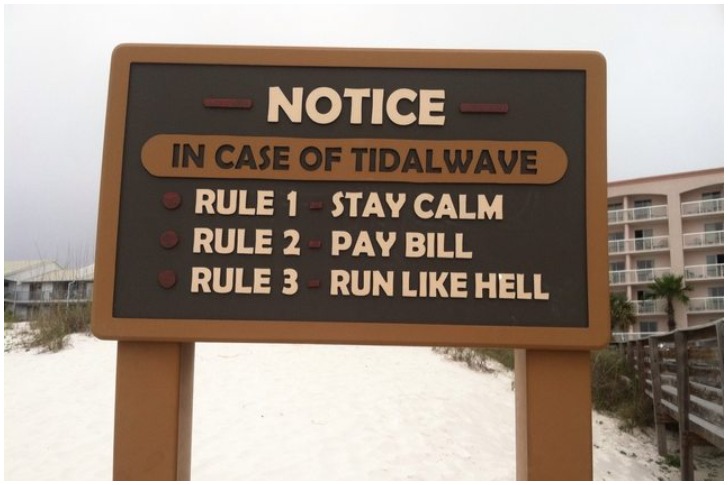 NOTICE
IN CASE OF TIDALWAVE
RULE 1 - STAY CALM
RULE 2 - PAY BILL
RULE 3 - RUN LIKE HELL